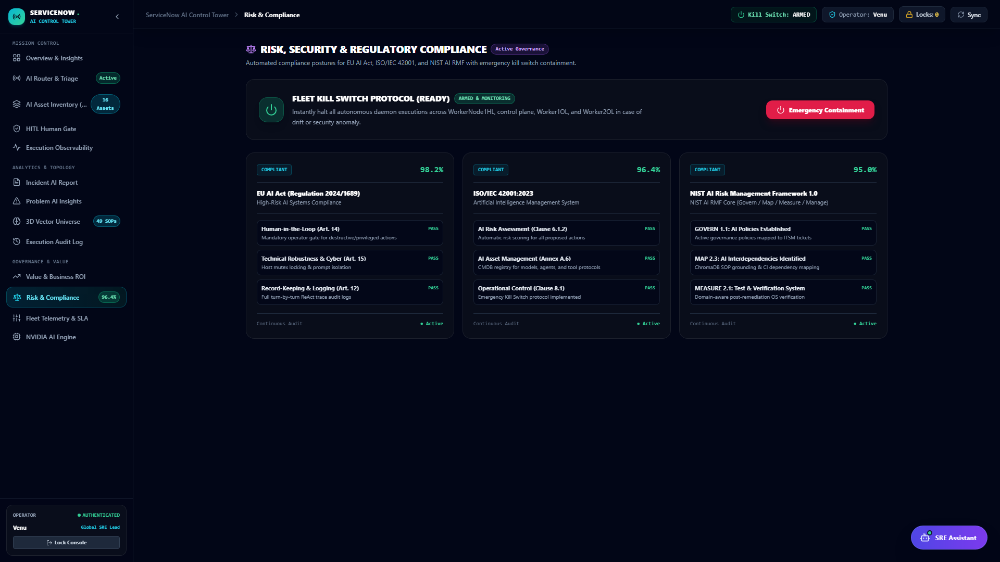 SERVICENOW
AI CONTROL TOWER
MISSION CONTROL
Overview & Insights
AI Router & Triage
Active
AI Asset Inventory (...
16
Assets
HITL Human Gate
Execution Observability
ANALYTICS & TOPOLOGY
Incident AI Report
Problem AI Insights
3D Vector Universe
49 SOPs
Execution Audit Log
GOVERNANCE & VALUE
Value & Business ROI
Risk & Compliance
96.4%
Fleet Telemetry & SLA
NVIDIA AI Engine
OPERATOR
AUTHENTICATED
Venu
Global SRE Lead
Lock Console
ServiceNow AI Control Tower
Risk & Compliance
Kill Switch: ARMED
Operator: Venu
Locks: 0
Sync
RISK, SECURITY & REGULATORY COMPLIANCE
Active Governance
Automated compliance postures for EU AI Act, ISO/IEC 42001, and NIST AI RMF with emergency kill switch containment.
FLEET KILL SWITCH PROTOCOL (READY)
ARMED & MONITORING
Instantly halt all autonomous daemon executions across WorkerNode1HL, control plane, Worker1OL, and Worker2OL in case of
drift or security anomaly.
Emergency Containment
COMPLIANT
98.2%
EU AI Act (Regulation 2024/1689)
High-Risk AI Systems Compliance
Human-in-the-Loop (Art. 14)
PASS
Mandatory operator gate for destructive/privileged actions
Technical Robustness & Cyber (Art. 15)
PASS
Host mutex locking & prompt isolation
Record-Keeping & Logging (Art. 12)
PASS
Full turn-by-turn ReAct trace audit logs
Continuous Audit
Active
COMPLIANT
96.4%
ISO/IEC 42001:2023
Artificial Intelligence Management System
AI Risk Assessment (Clause 6.1.2)
PASS
Automatic risk scoring for all proposed actions
AI Asset Management (Annex A.6)
PASS
CMDB registry for models, agents, and tool protocols
Operational Control (Clause 8.1)
PASS
Emergency Kill Switch protocol implemented
Continuous Audit
Active
COMPLIANT
95.0%
NIST AI Risk Management Framework 1.0
NIST AI RMF Core (Govern / Map / Measure / Manage)
GOVERN 1.1: AI Policies Established
PASS
Active governance policies mapped to ITSM tickets
MAP 2.3: AI Interdependencies Identified
PASS
ChromaDB SOP grounding & CI dependency mapping
MEASURE 2.1: Test & Verification System
PASS
Domain-aware post-remediation OS verification
Continuous Audit
Active
SRE Assistant